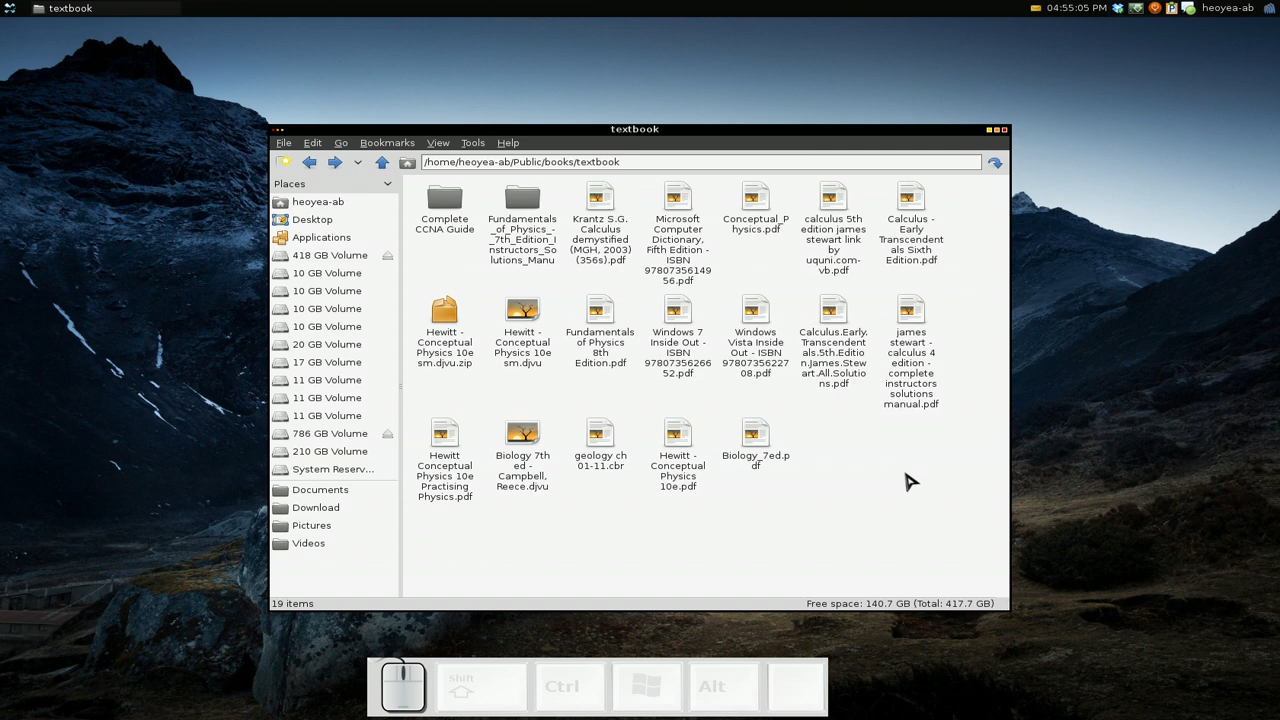 textbook
04:55:05 PM
heoyea-ab
textbook
File Edit Go Bookmarks View Tools Help
/home/heoyea-ab/Public/books/textbook
Places
heoyea-ab
Desktop
Applications
418 GB Volume
10 GB Volume
10 GB Volume
10 GB Volume
10 GB Volume
20 GB Volume
17 GB Volume
11 GB Volume
11 GB Volume
11 GB Volume
786 GB Volume
210 GB Volume
System Reserv...
Documents
Download
Pictures
Videos
Complete
CCNA Guide
Fundamentals
_of_Physics_-
_7th_Edition_I
nstructors_So
lutions_Manu
Krantz S.G.
Calculus
demystified
(MGH, 2003)
(356s).pdf
Microsoft
Computer
Dictionary,
Fifth Edition -
ISBN
97807356149
56.pdf
Conceptual_P
hysics.pdf
calculus 5th
edition james
stewart link
by
uquni.com-
vb.pdf
Calculus -
Early
Transcendent
als Sixth
Edition.pdf
Hewitt -
Conceptual
Physics 10e
sm.djvu.zip
Hewitt -
Conceptual
Physics 10e
sm.djvu
Fundamentals
of Physics
8th
Edition.pdf
Windows 7
Inside Out -
ISBN
97807356266
52.pdf
Windows
Vista Inside
Out - ISBN
97807356227
08.pdf
Calculus.Early.
Transcendent
als.5th.Editio
n.James.Stew
art.All.Solutio
ns.pdf
james
stewart -
calculus 4
edition -
complete
instructors
solutions
manual.pdf
Hewitt
Conceptual
Physics 10e
Practising
Physics.pdf
Biology 7th
ed -
Campbell,
Reece.djvu
geology ch
01-11.cbr
Hewitt -
Conceptual
Physics
10e.pdf
Biology_7ed.p
df
19 items
Free space: 140.7 GB (Total: 417.7 GB)
Shift
Ctrl
Alt